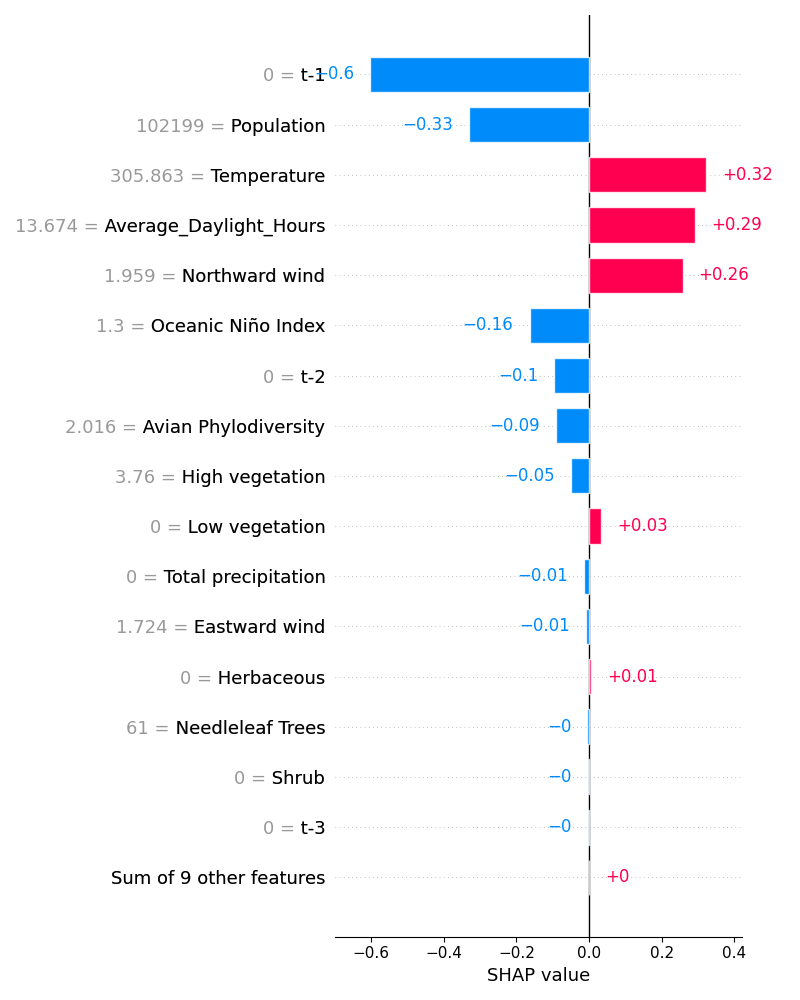 0 = t-1 −0.6
102199 = Population −0.33
305.863 = Temperature +0.32
13.674 = Average_Daylight_Hours +0.29
1.959 = Northward wind +0.26
1.3 = Oceanic Niño Index −0.16
0 = t-2 −0.1
2.016 = Avian Phylodiversity −0.09
3.76 = High vegetation −0.05
0 = Low vegetation +0.03
0 = Total precipitation −0.01
1.724 = Eastward wind −0.01
0 = Herbaceous +0.01
61 = Needleleaf Trees −0
0 = Shrub −0
0 = t-3 −0
Sum of 9 other features +0
−0.6 −0.4 −0.2 0.0 0.2 0.4
SHAP value